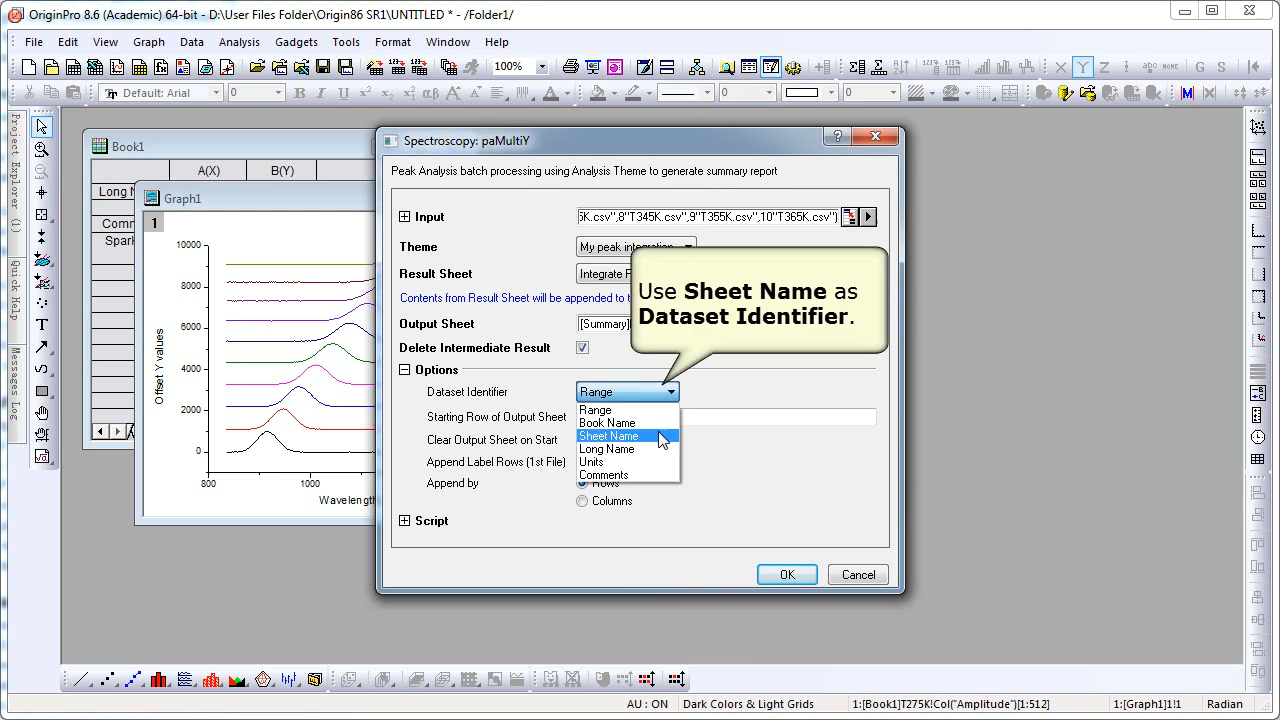 OriginPro 8.6 (Academic) 64-bit - D:\User Files Folder\Origin86 SR1\UNTITLED * - /Folder1/
File Edit View Graph Data Analysis Gadgets Tools Format Window Help
100%
Default: Arial 0 B I U 0 0
Project Explorer (1)
Quick Help
Messages Log
Book1
A(X) B(Y)
Long N
Comm
Spark
Graph1
1
10000
8000
6000
4000
2000
0
Offset Y values
800 1000
Wavelength
Spectroscopy: paMultiY
Peak Analysis batch processing using Analysis Theme to generate summary report
Input
K.csv",8"T345K.csv",9"T355K.csv",10"T365K.csv")
Theme My peak integration
Result Sheet Integrate
Contents from Result Sheet will be appended to
Output Sheet [Summary]
Delete Intermediate Result
Options
Dataset Identifier Range
Starting Row of Output Sheet
Clear Output Sheet on Start
Append Label Rows (1st File)
Append by Rows
Columns
Script
Range
Book Name
Sheet Name
Long Name
Units
Comments
Use Sheet Name as
Dataset Identifier.
OK Cancel
AU : ON Dark Colors & Light Grids 1:[Book1]T275K!Col("Amplitude")[1:512] 1:[Graph1]1!1 Radian